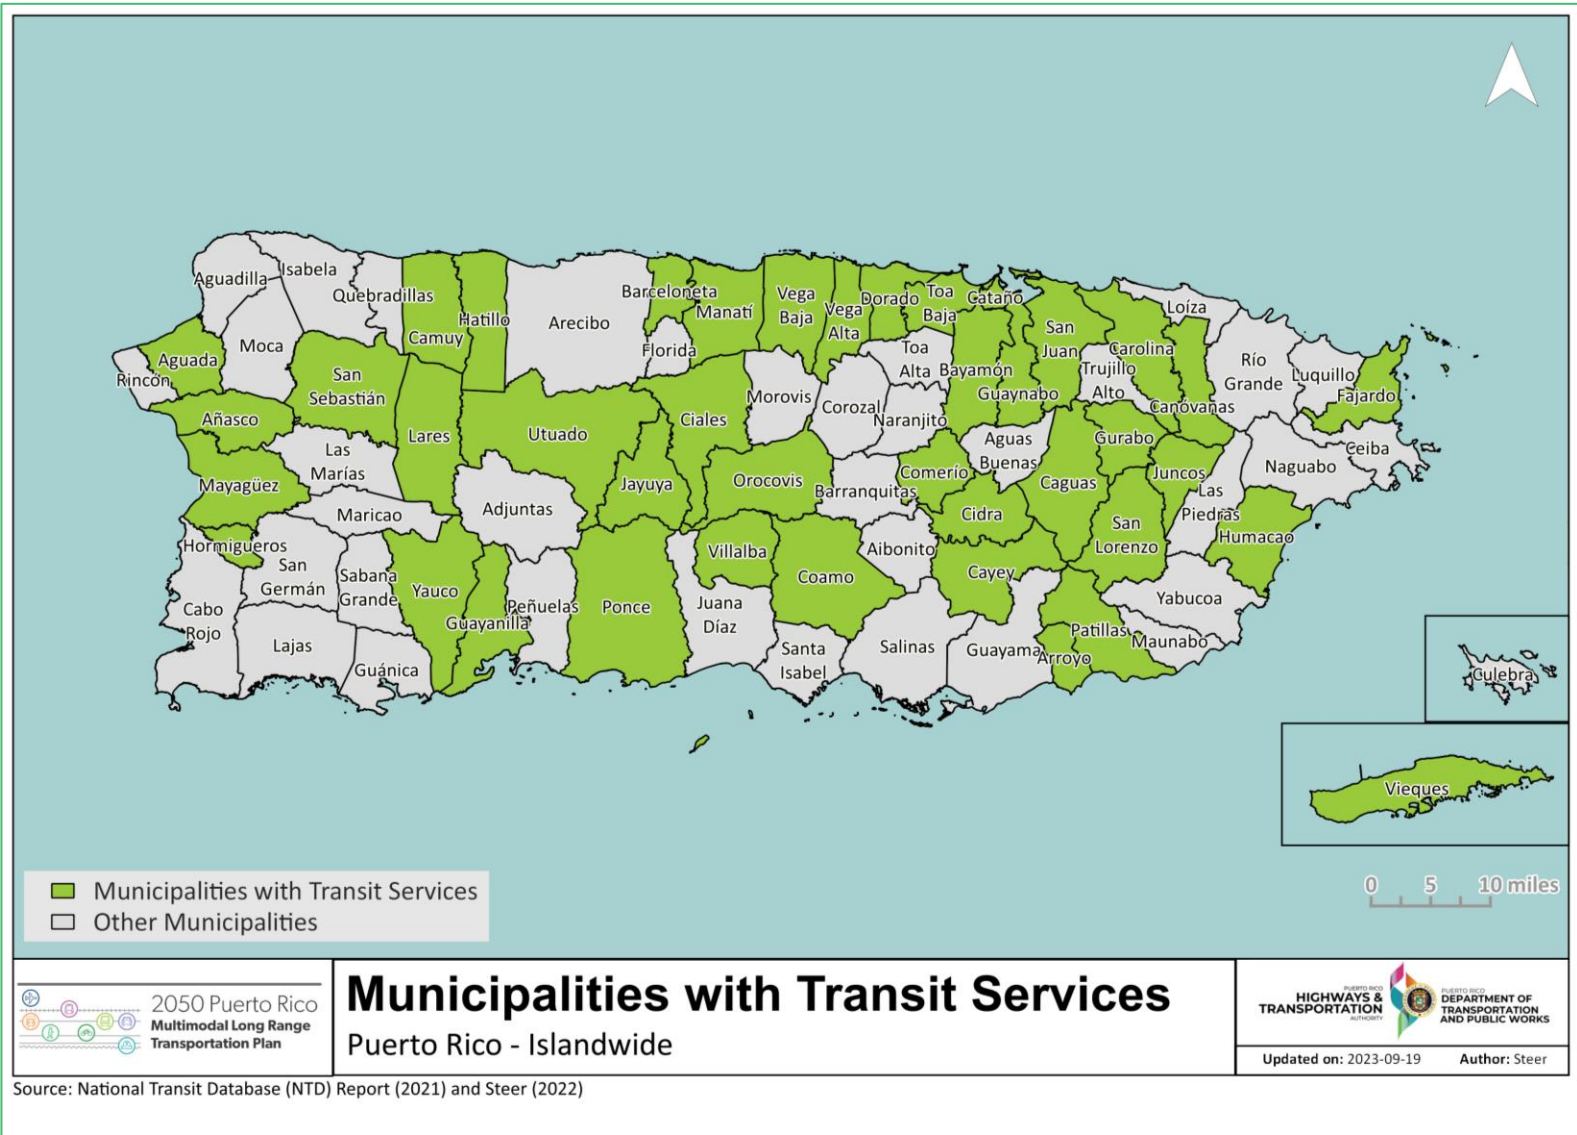 Aguadilla
Isabela
Quebradillas
Camuy
Hatillo
Arecibo
Barceloneta
Manatí
Vega
Baja
Vega
Alta
Dorado
Toa
Baja
Cataño
San
Juan
Carolina
Loíza
Río
Grande
Luquillo
Fajardo
Ceiba
Rincón
Aguada
Moca
San
Sebastián
Florida
Morovis
Corozal
Toa
Alta
Naranjito
Bayamón
Guaynabo
Trujillo
Alto
Canóvanas
Añasco
Las
Marías
Lares
Utuado
Ciales
Jayuya
Orocovis
Barranquitas
Comerío
Aguas
Buenas
Caguas
Gurabo
Juncos
Las
Piedras
Naguabo
Humacao
Mayagüez
Maricao
Adjuntas
Hormigueros
San
Germán
Sabana
Grande
Yauco
Guayanilla
Peñuelas
Ponce
Villalba
Juana
Díaz
Coamo
Aibonito
Cidra
Cayey
San
Lorenzo
Yabucoa
Cabo
Rojo
Lajas
Guánica
Santa
Isabel
Salinas
Guayama
Arroyo
Patillas
Maunabo
Culebra
Vieques
Municipalities with Transit Services
Other Municipalities
0 5 10 miles
2050 Puerto Rico
Multimodal Long Range
Transportation Plan
Municipalities with Transit Services
Puerto Rico - Islandwide
PUERTO RICO
HIGHWAYS &
TRANSPORTATION
AUTHORITY
PUERTO RICO
DEPARTMENT OF
TRANSPORTATION
AND PUBLIC WORKS
Updated on: 2023-09-19 Author: Steer
Source: National Transit Database (NTD) Report (2021) and Steer (2022)